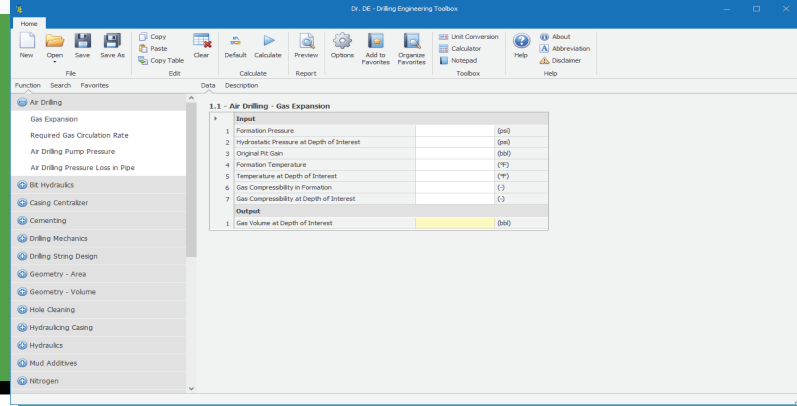 Dr. DE - Drilling Engineering Toolbox
Home
New
Open
Save
Save As
Copy
Paste
Copy Table
Clear
Default
Calculate
Preview
Options
Add to Favorites
Organize Favorites
Unit Conversion
Calculator
Notepad
Help
About
Abbreviation
Disclaimer
File
Edit
Calculate
Report
Toolbox
Help
Function Search Favorites
Data Description
Air Drilling
Gas Expansion
Required Gas Circulation Rate
Air Drilling Pump Pressure
Air Drilling Pressure Loss in Pipe
Bit Hydraulics
Casing Centralizer
Cementing
Drilling Mechanics
Drilling String Design
Geometry - Area
Geometry - Volume
Hole Cleaning
Hydraulicing Casing
Hydraulics
Mud Additives
Nitrogen
1.1 - Air Drilling - Gas Expansion
Input
1 Formation Pressure (psi)
2 Hydrostatic Pressure at Depth of Interest (psi)
3 Original Pit Gain (bbl)
4 Formation Temperature (°F)
5 Temperature at Depth of Interest (°F)
6 Gas Compressibility in Formation (-)
7 Gas Compressibility at Depth of Interest (-)
Output
1 Gas Volume at Depth of Interest (bbl)